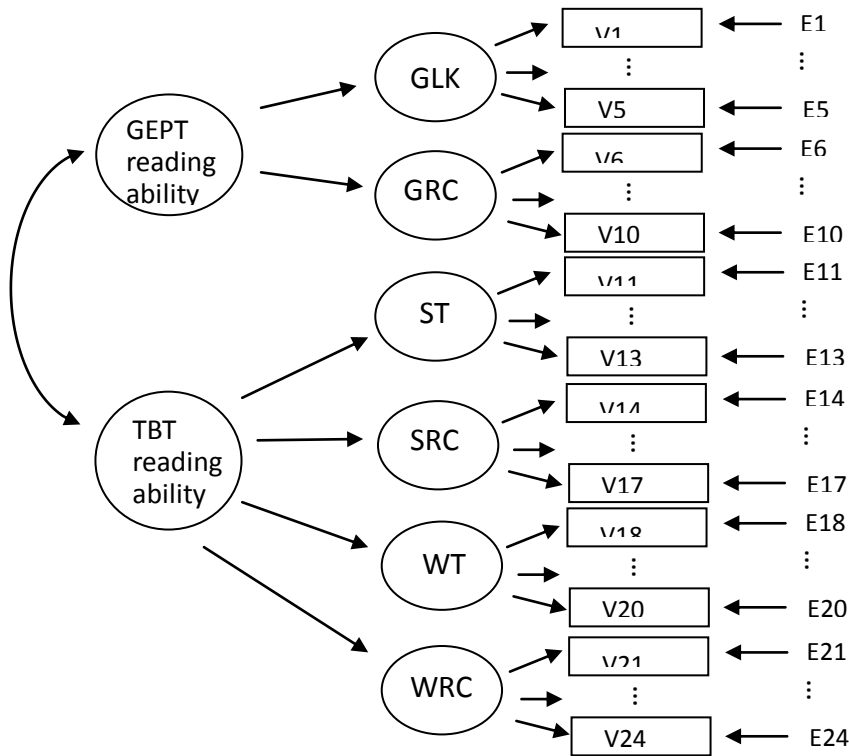 V1
E1
⋮
⋮
GLK
V5
E5
GEPT
reading
ability
V6
E6
⋮
⋮
GRC
V10
E10
V11
E11
⋮
⋮
ST
V13
E13
V14
E14
TBT
reading
ability
SRC
⋮
⋮
V17
E17
V18
E18
WT
⋮
⋮
V20
E20
V21
E21
WRC
⋮
⋮
V24
E24